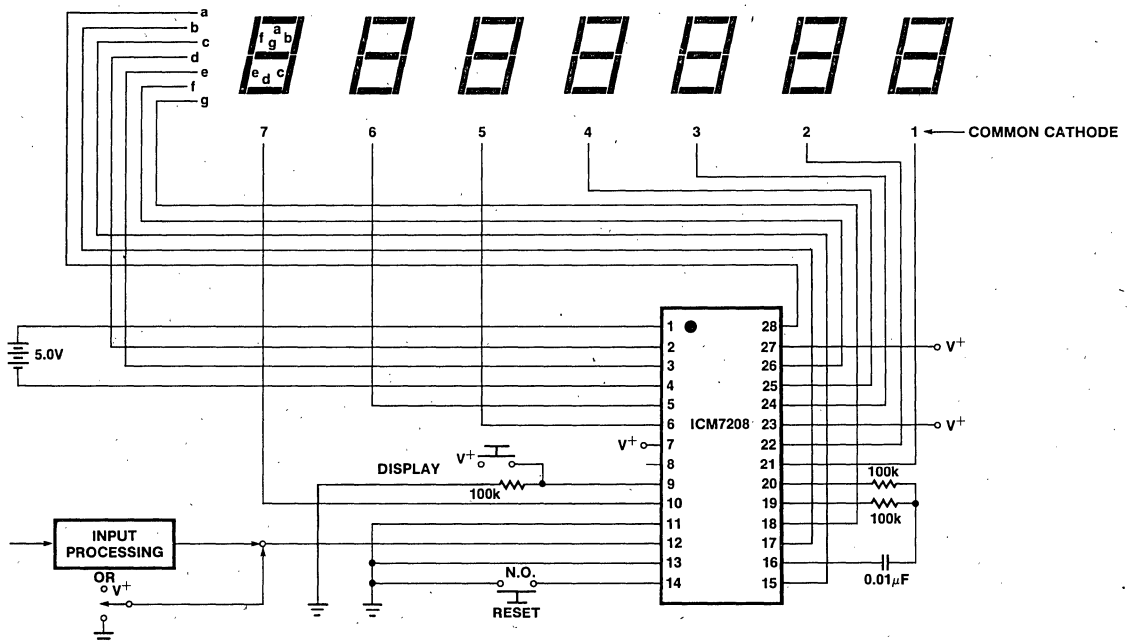 a
b
c
d
e
f
g
a
f b
g
e c
d
7 6 5 4 3 2 1 COMMON CATHODE
5.0V
1 28
2 27 V+
3 26
4 25
5 24
6 ICM7208 23 V+
V+ 7 22
8 21
DISPLAY V+
100k
9 20 100k
10 19 100k
11 18
12 17
13 16 0.01μF
14 15
N.O.
RESET
INPUT
PROCESSING
OR
V+